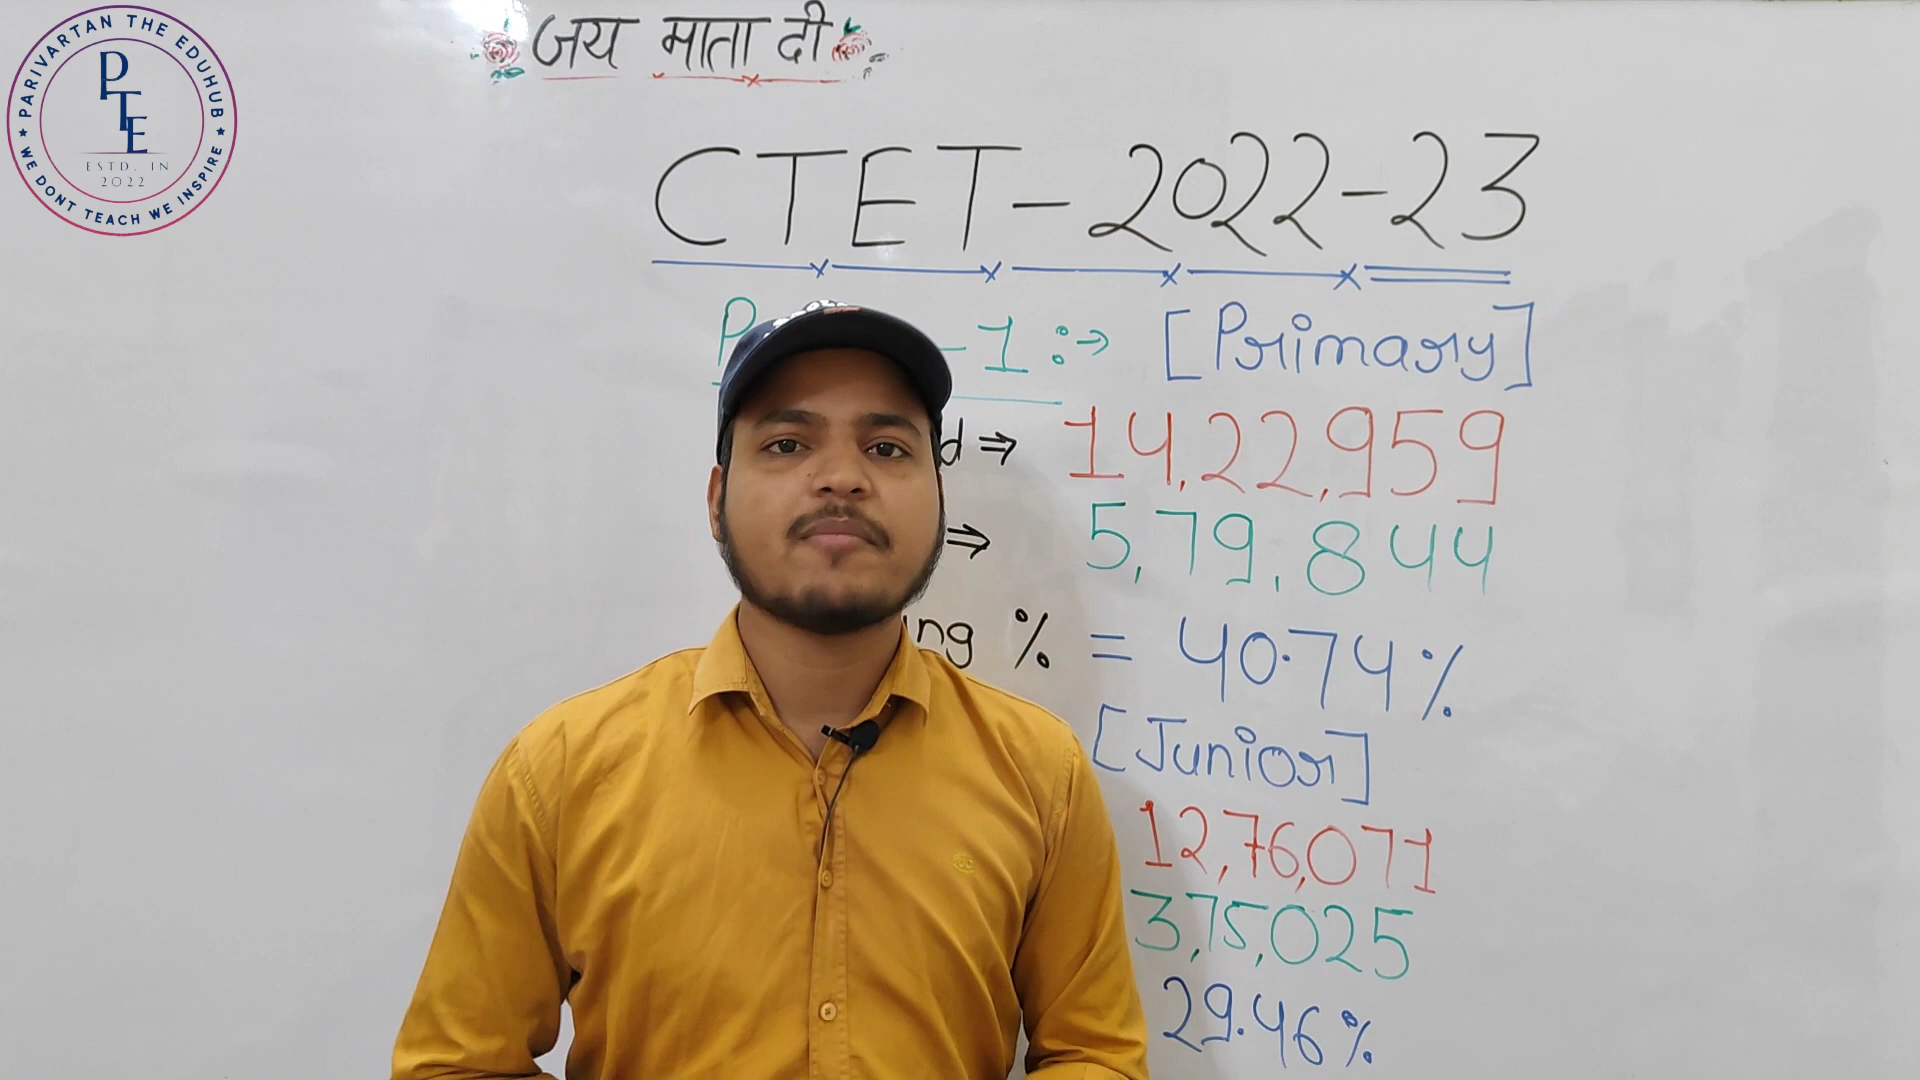 PARIVARTAN THE EDUHUB
PTE
ESTD. IN
2022
WE DONT TEACH WE INSPIRE
जय माता दी
CTET-2022-23
-1 :→ [Primary]
⇒ 14,22,959
⇒ 5,79,844
% = 40.74%
[Junior]
12,76,071
3,75,025
29.46%